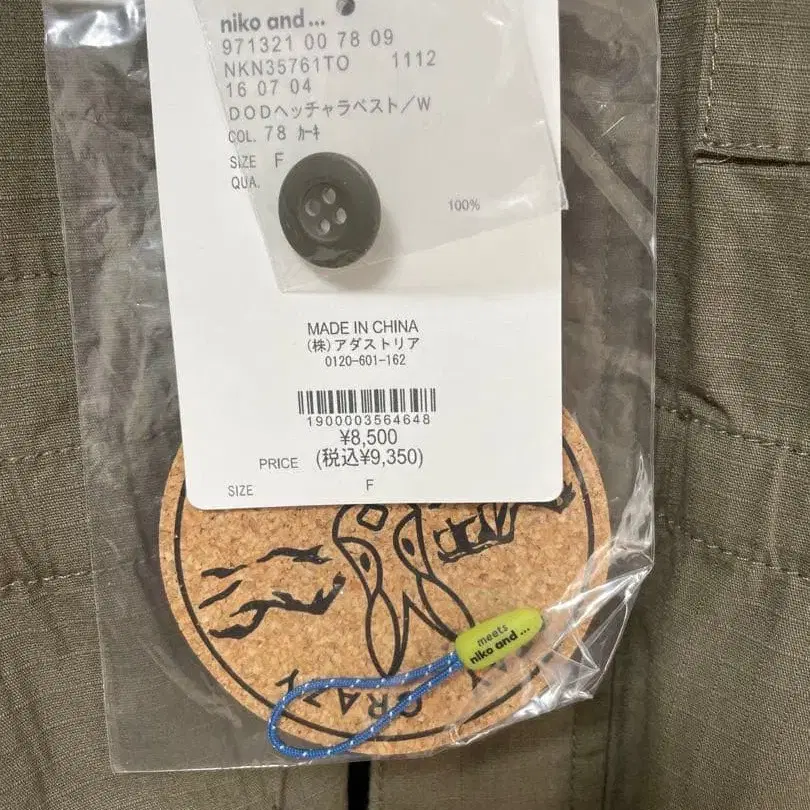 niko and ...
971321 00 78 09
NKN35761TO 1112
16 07 04
DODヘッチャラベスト／W
COL. 78 カーキ
SIZE F
QUA.
100%
MADE IN CHINA
(株)アダストリア
0120-601-162
1900003564648
¥8,500
PRICE (税込¥9,350)
SIZE F
meets
niko and ...
CRAZY